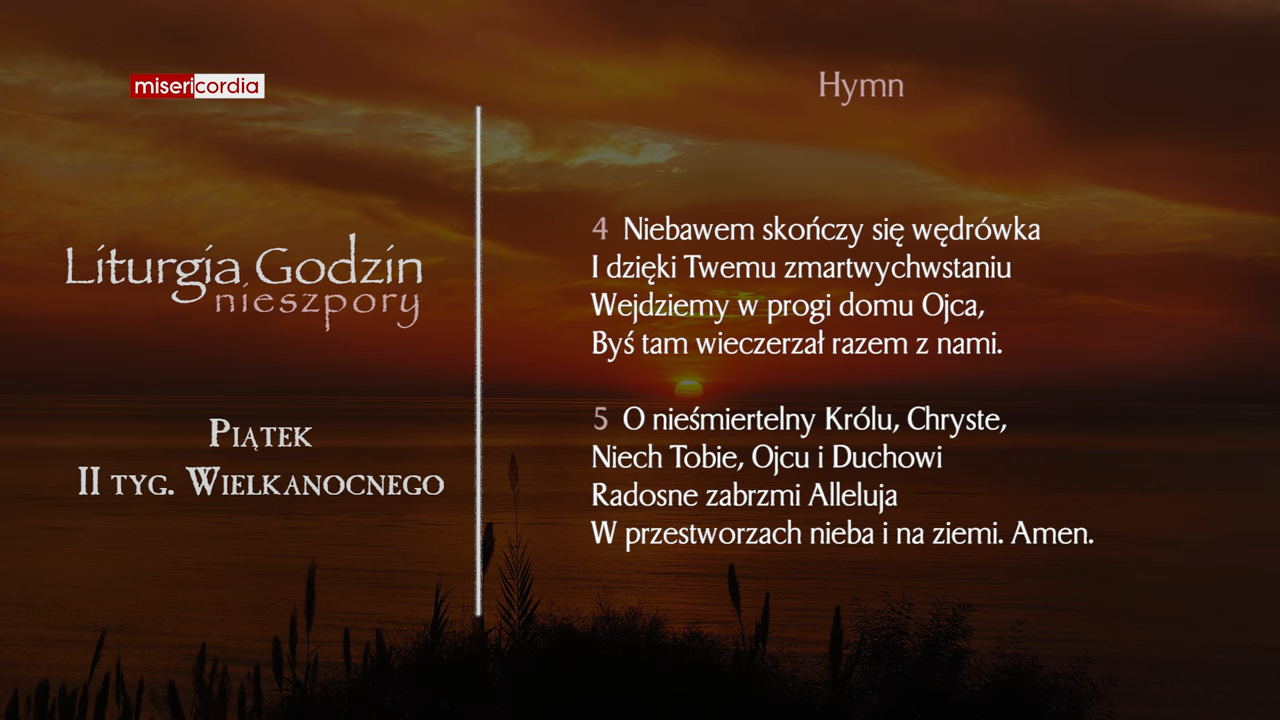 misericordia
Liturgia Godzin
nieszpory
Piątek
II tyg. Wielkanocnego
Hymn
4 Niebawem skończy się wędrówka
I dzięki Twemu zmartwychwstaniu
Wejdziemy w progi domu Ojca,
Byś tam wieczerzał razem z nami.
5 O nieśmiertelny Królu, Chryste,
Niech Tobie, Ojcu i Duchowi
Radosne zabrzmi Alleluja
W przestworzach nieba i na ziemi. Amen.